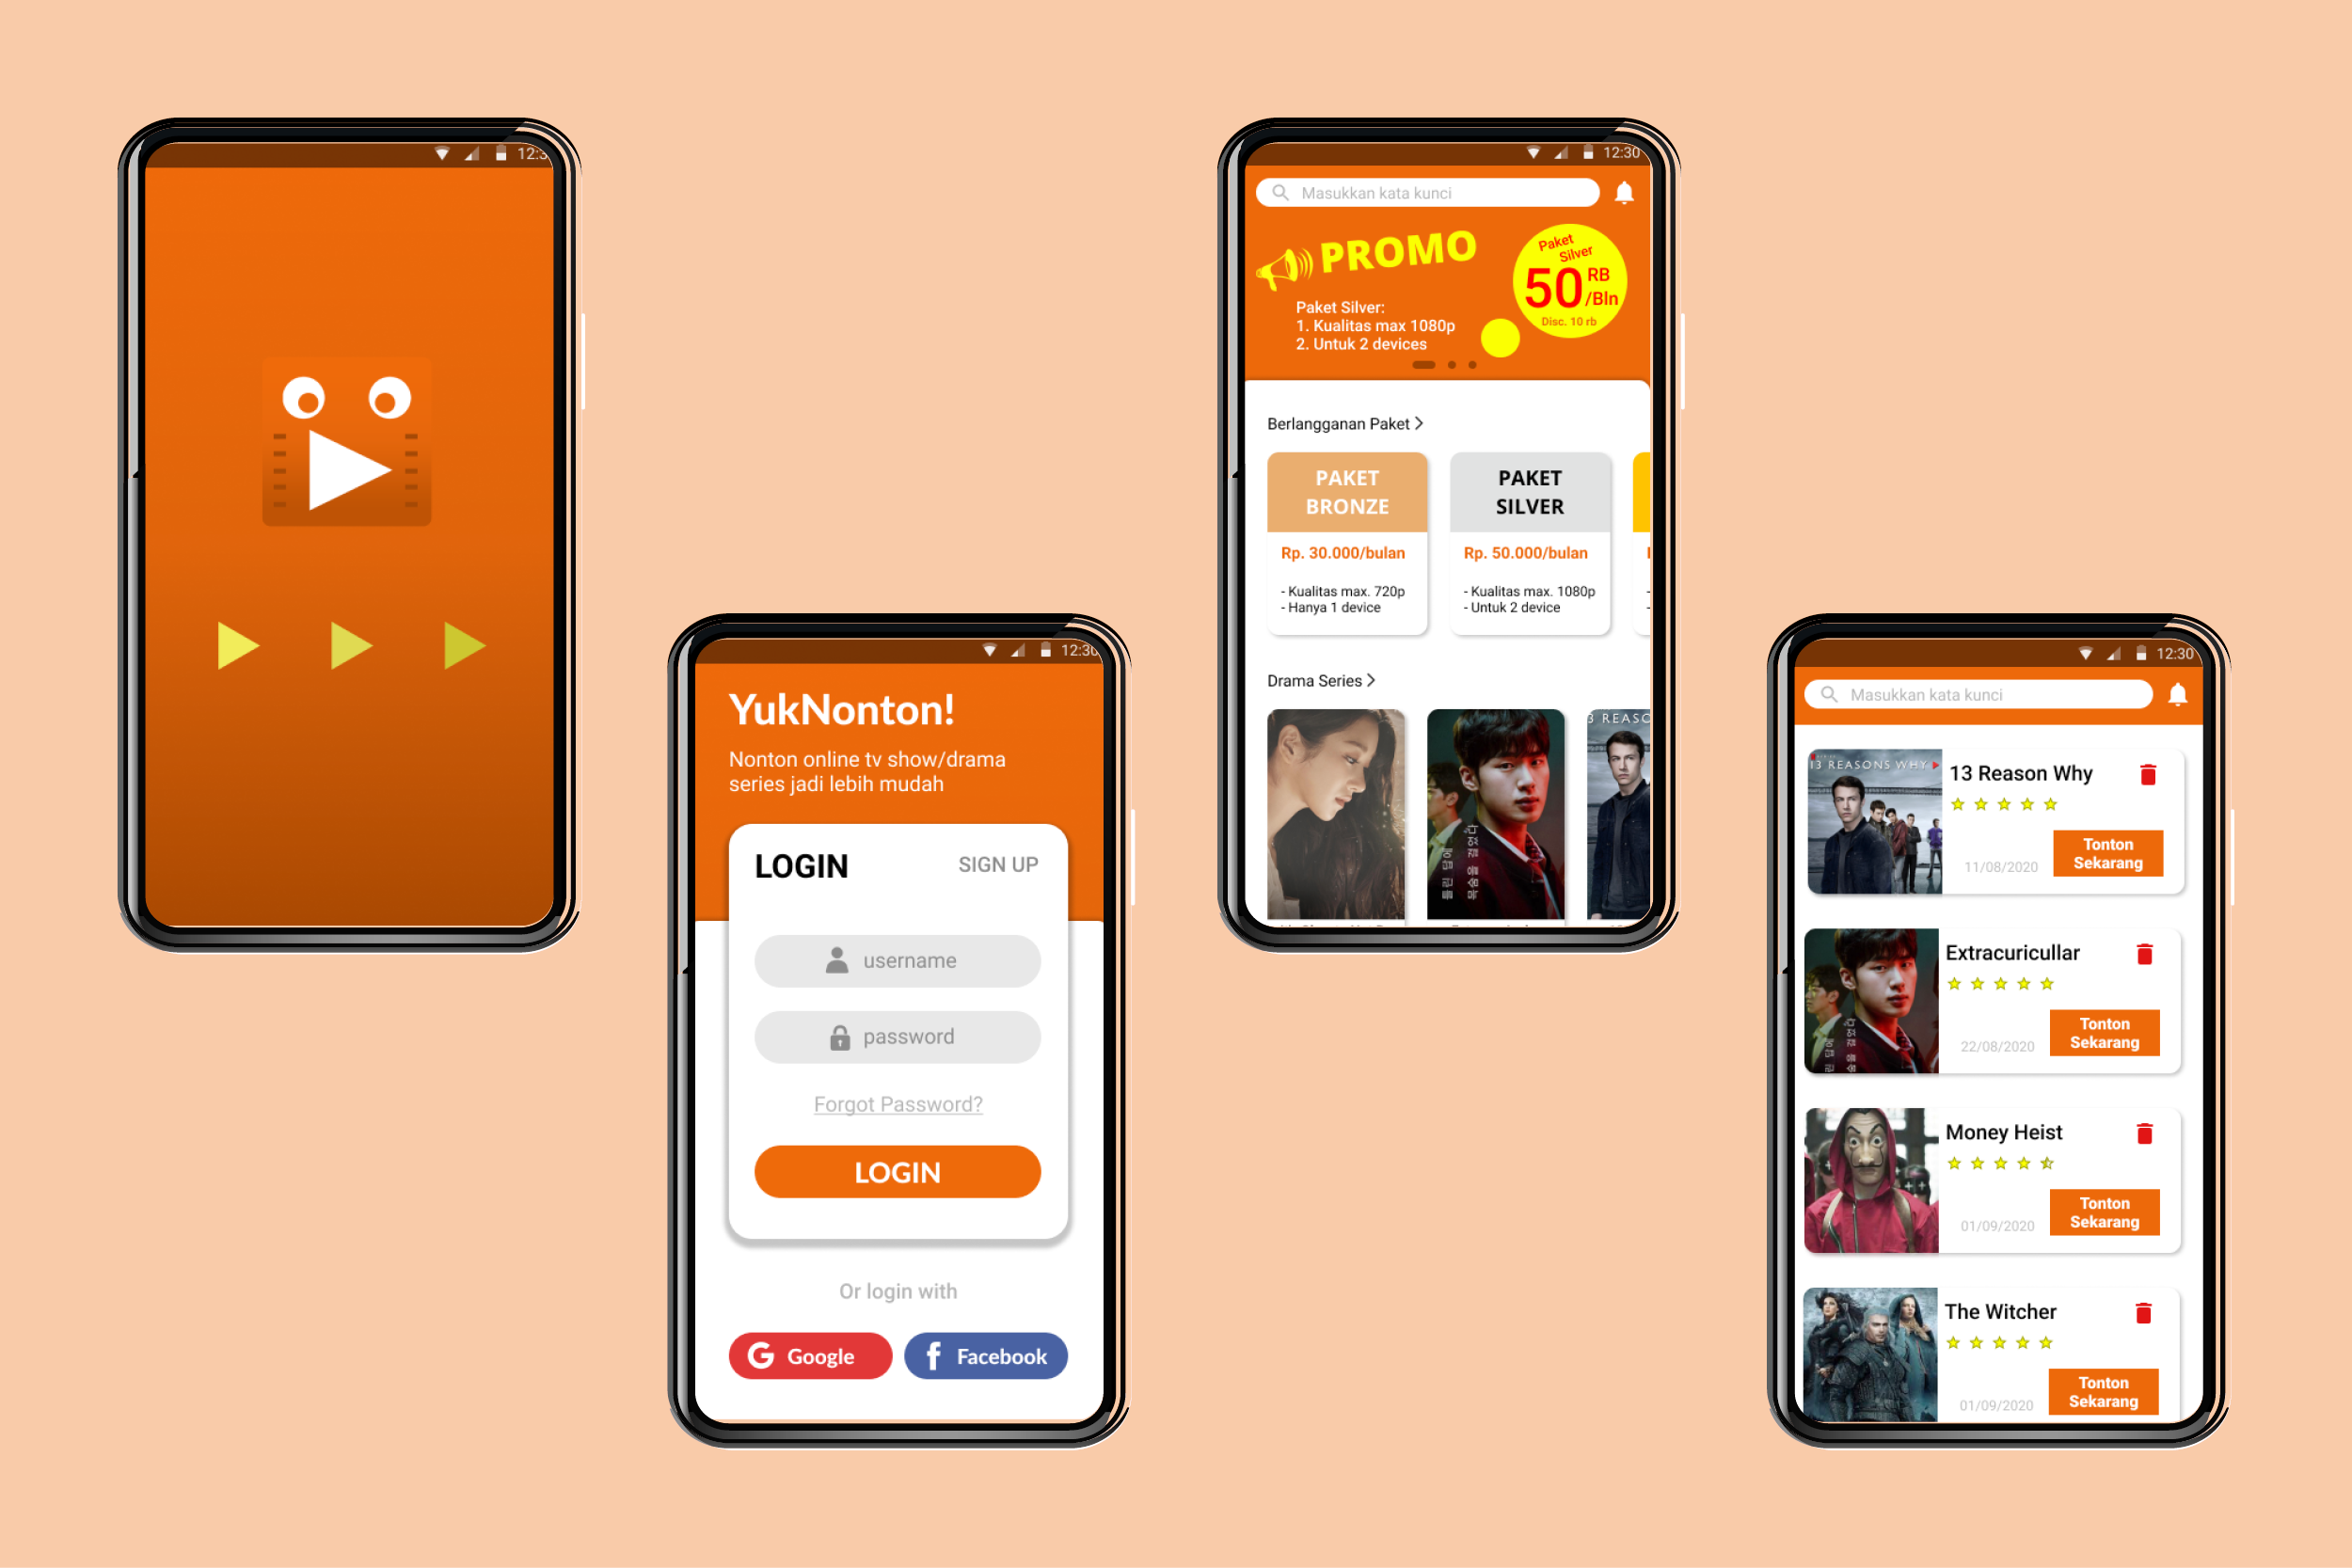 12:3
YukNonton!
Nonton online tv show/drama
series jadi lebih mudah
12:30
LOGIN
SIGN UP
username
password
Forgot Password?
LOGIN
Or login with
Google
Facebook
12:30
Masukkan kata kunci
PROMO
Paket
Silver
50 RB
/Bln
Disc. 10 rb
Paket Silver:
1. Kualitas max 1080p
2. Untuk 2 devices
Berlangganan Paket
PAKET
BRONZE
Rp. 30.000/bulan
- Kualitas max. 720p
- Hanya 1 device
PAKET
SILVER
Rp. 50.000/bulan
- Kualitas max. 1080p
- Untuk 2 device
Drama Series
3 REASO
12:30
Masukkan kata kunci
13 REASONS WHY
13 Reason Why
11/08/2020
Tonton
Sekarang
Extracuricullar
22/08/2020
Tonton
Sekarang
Money Heist
01/09/2020
Tonton
Sekarang
The Witcher
01/09/2020
Tonton
Sekarang